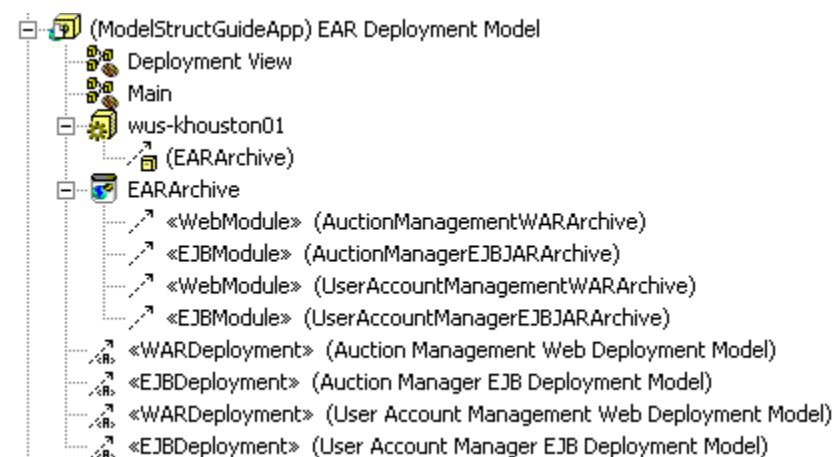 (ModelStructGuideApp) EAR Deployment Model
Deployment View
Main
wus-khouston01
(EARArchive)
EARArchive
«WebModule» (AuctionManagementWARArchive)
«EJBModule» (AuctionManagerEJBJARArchive)
«WebModule» (UserAccountManagementWARArchive)
«EJBModule» (UserAccountManagerEJBJARArchive)
«WARDeployment» (Auction Management Web Deployment Model)
«EJBDeployment» (Auction Manager EJB Deployment Model)
«WARDeployment» (User Account Management Web Deployment Model)
«EJBDeployment» (User Account Manager EJB Deployment Model)